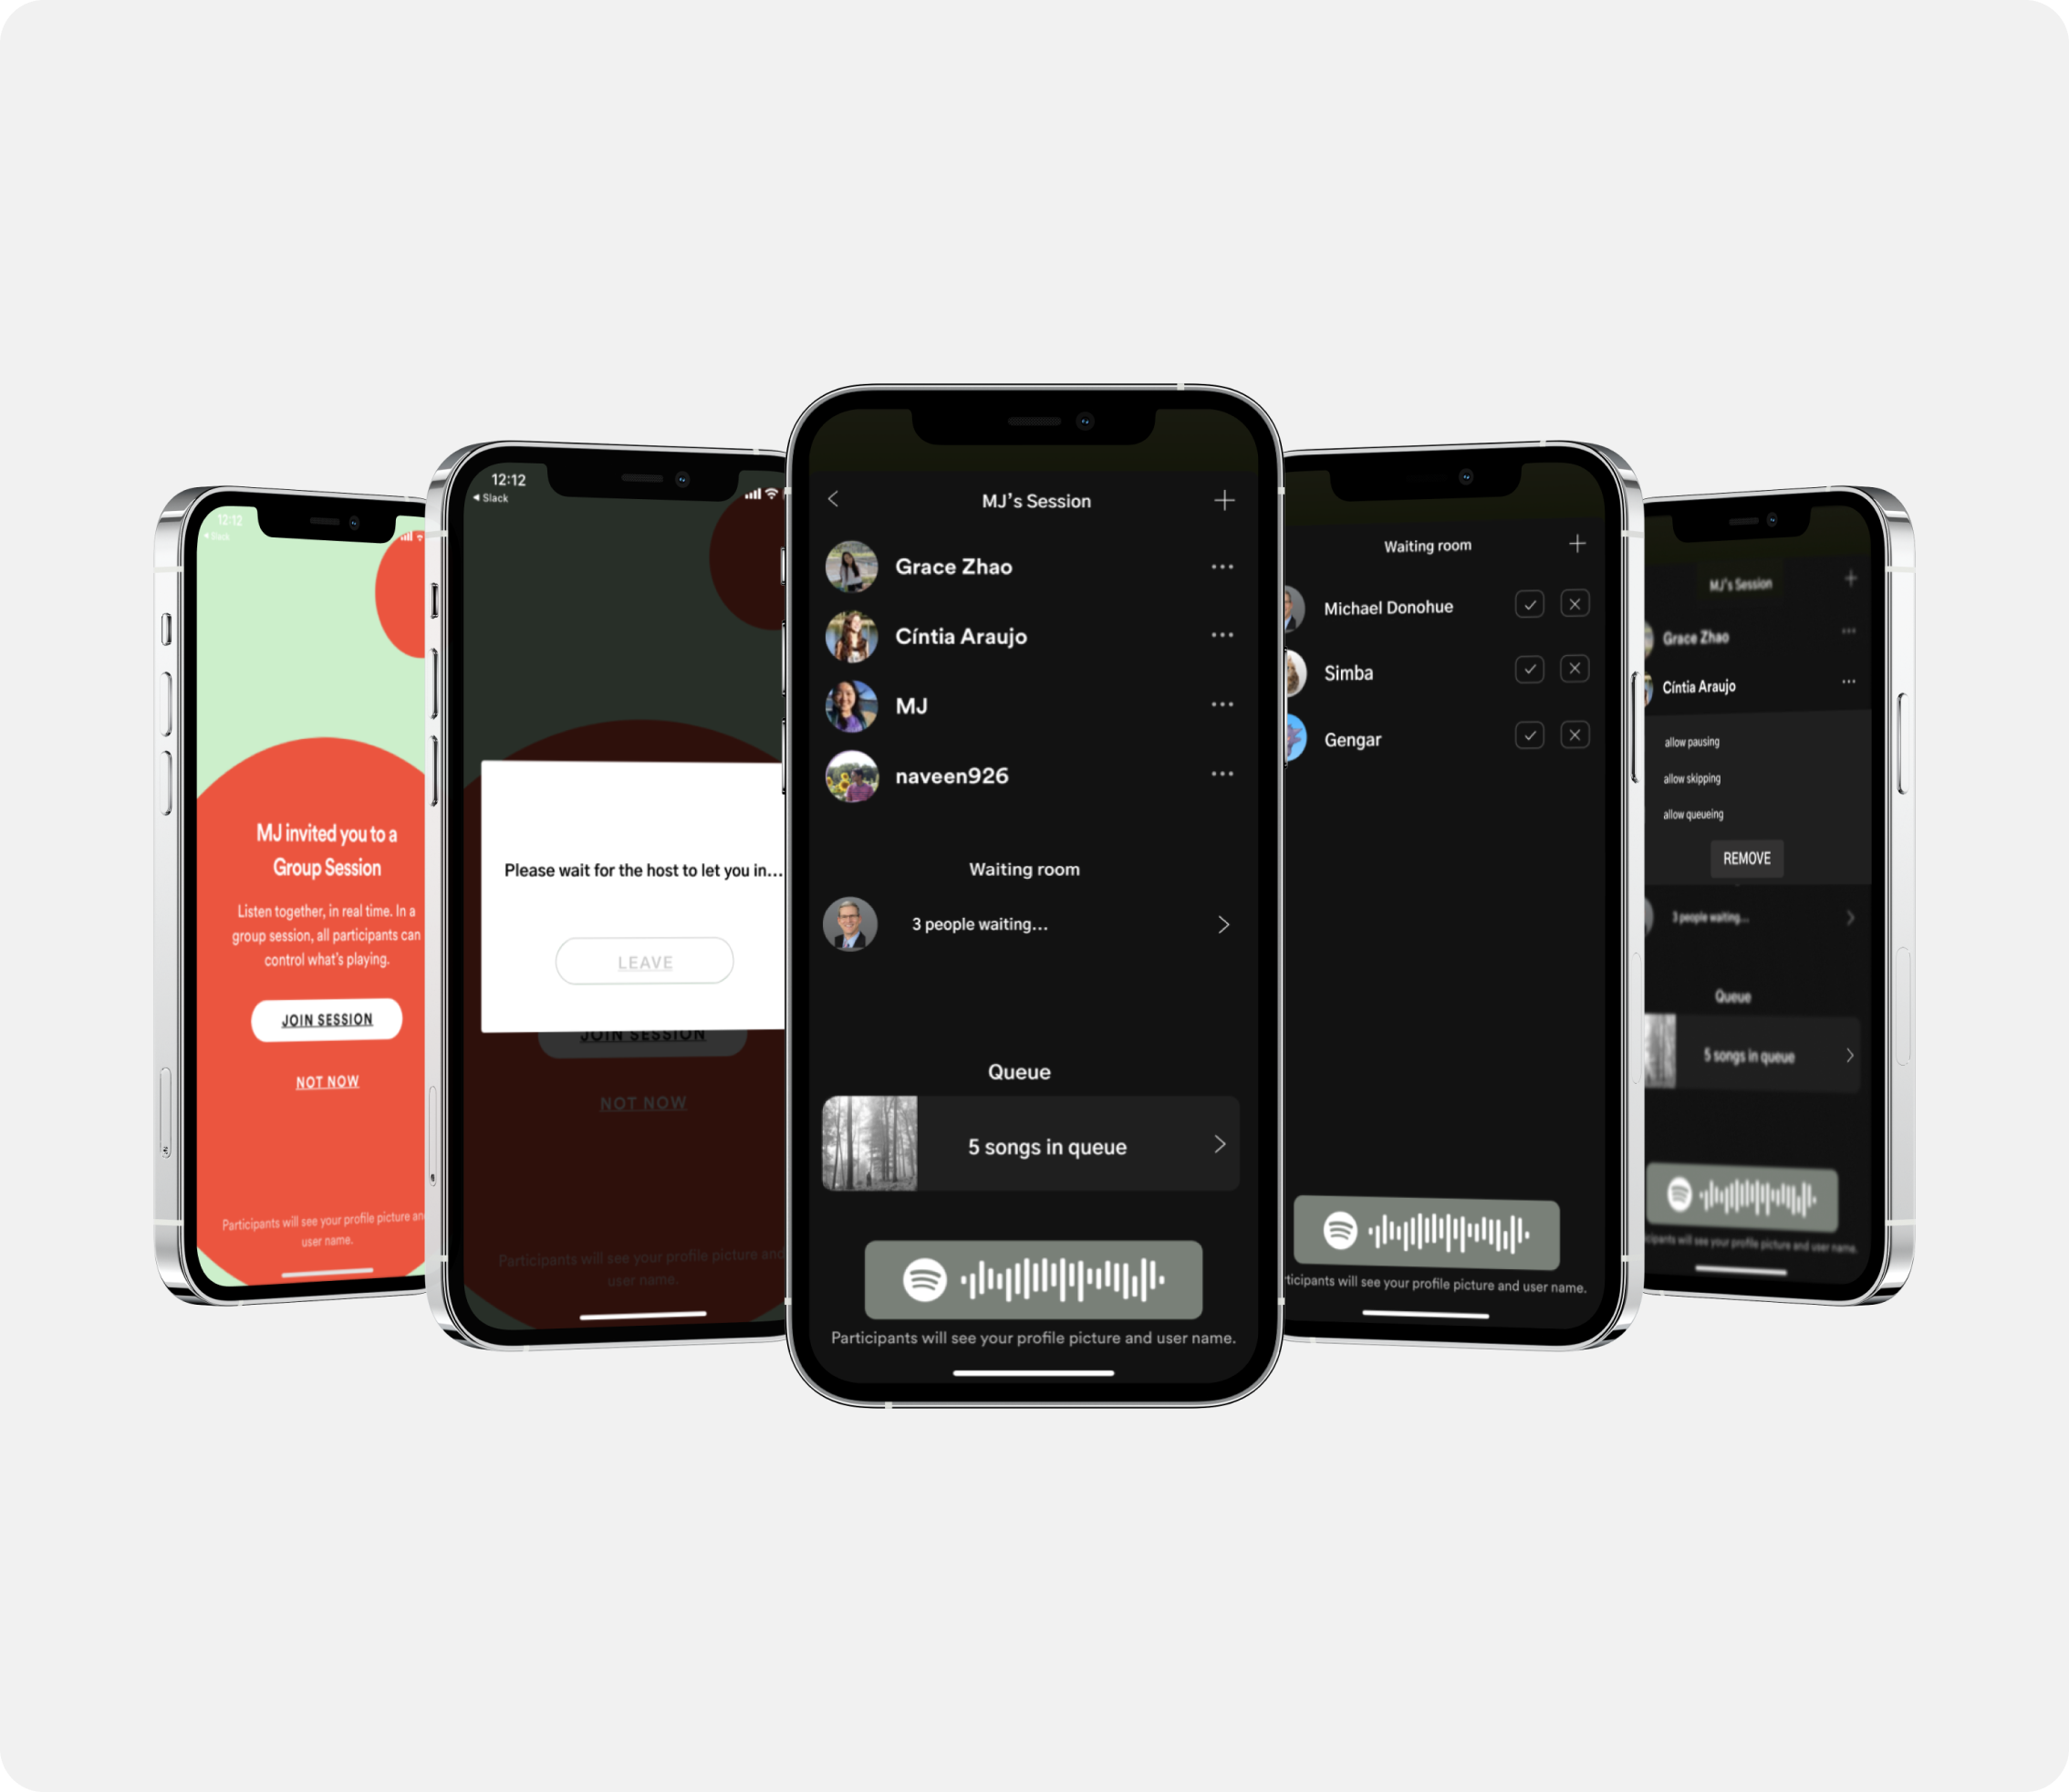 12:12
Slack
MJ invited you to a
Group Session
Listen together, in real time. In a
group session, all participants can
control what's playing.
JOIN SESSION
NOT NOW
Participants will see your profile picture an
user name.
12:12
Slack
Please wait for the host to let you in...
LEAVE
JOIN SESSION
NOT NOW
Participants will see your profile picture and
user name.
MJ's Session
Grace Zhao
Cíntia Araujo
MJ
naveen926
Waiting room
3 people waiting...
Queue
5 songs in queue
Participants will see your profile picture and user name.
Waiting room
Michael Donohue
Simba
Gengar
ticipants will see your profile picture and user name.
MJ's Session
Grace Zhao
Cíntia Araujo
allow pausing
allow skipping
allow queueing
REMOVE
3 people waiting...
Queue
5 songs in queue
icipants will see your profile picture and user name.